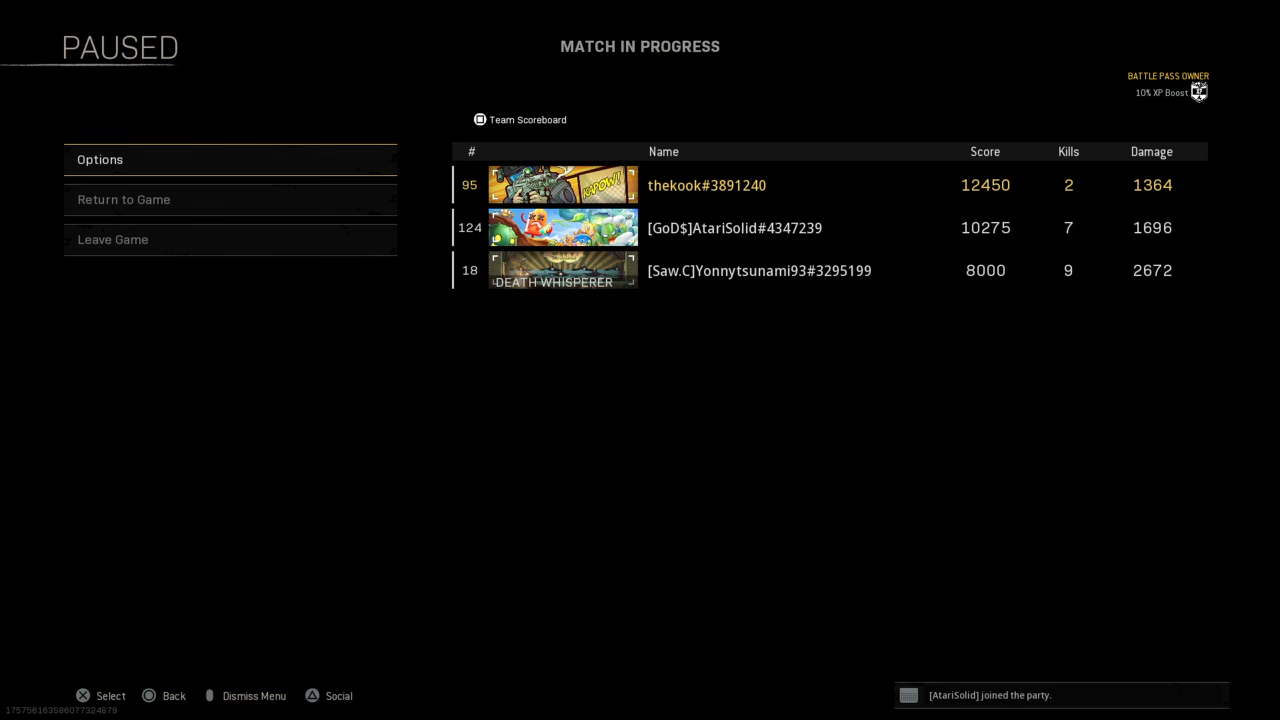 PAUSED
MATCH IN PROGRESS
BATTLE PASS OWNER
10% XP Boost
Team Scoreboard
Options
Return to Game
Leave Game
# Name Score Kills Damage
95 KAPOW! thekook#3891240 12450 2 1364
124 [GoD$]AtariSolid#4347239 10275 7 1696
18 DEATH WHISPERER [Saw.C]Yonnytsunami93#3295199 8000 9 2672
[AtariSolid] joined the party.
Select Back Dismiss Menu Social
175756163586077324879